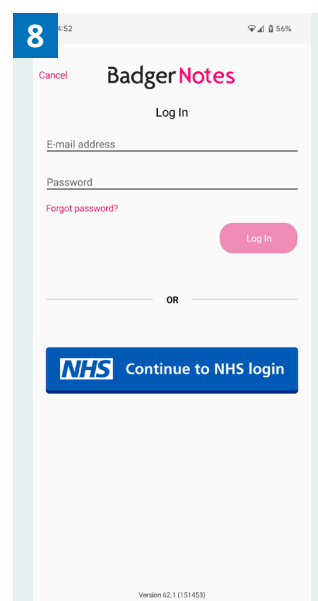 8
4:52 56%
Cancel BadgerNotes
Log In
E-mail address
Password
Forgot password?
Log In
OR
NHS Continue to NHS login
Version 62.1 (151453)